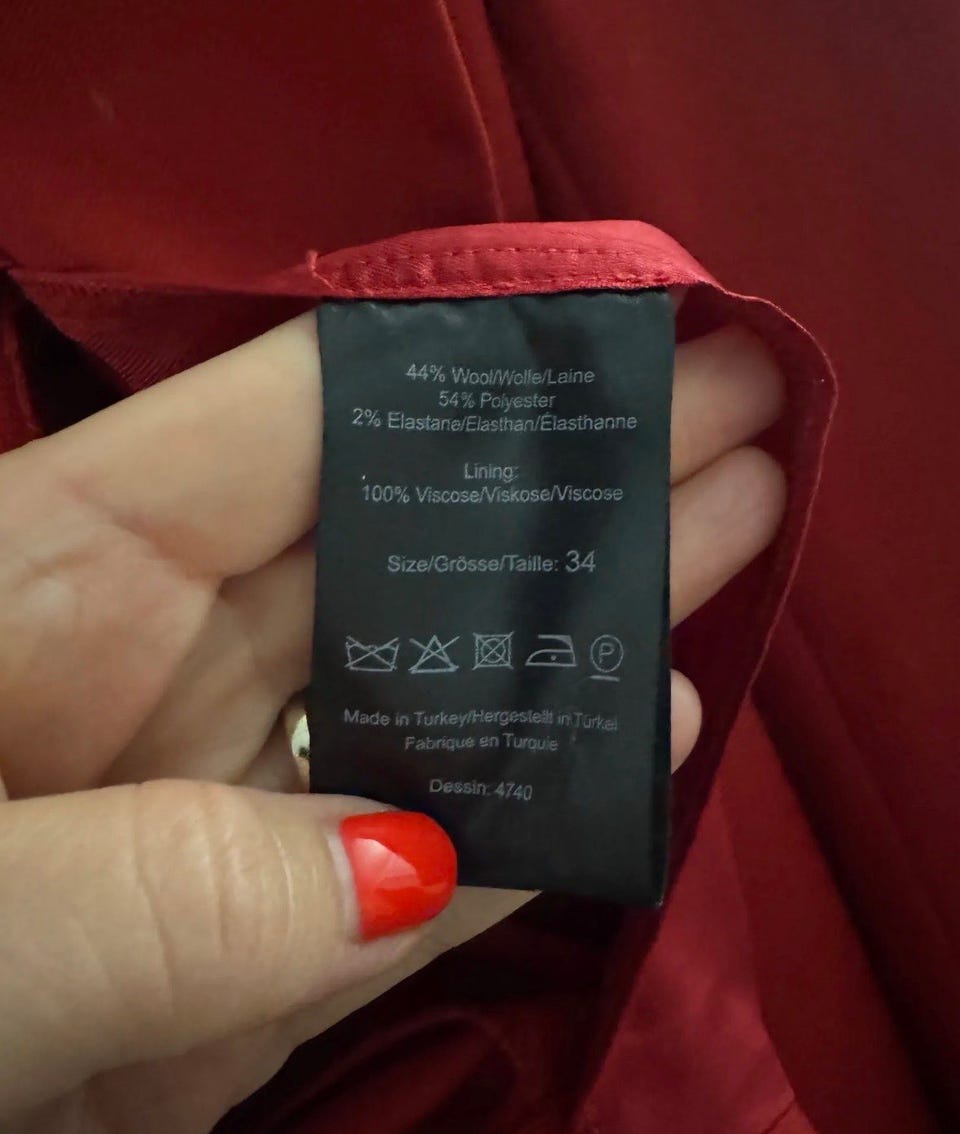 44% Wool/Wolle/Laine
54% Polyester
2% Elastane/Elasthan/Élasthanne
Lining:
100% Viscose/Viskose/Viscose
Size/Grösse/Taille: 34
P
Made in Turkey/Hergestellt in Türkei
Fabrique en Turquie
Dessin: 4740